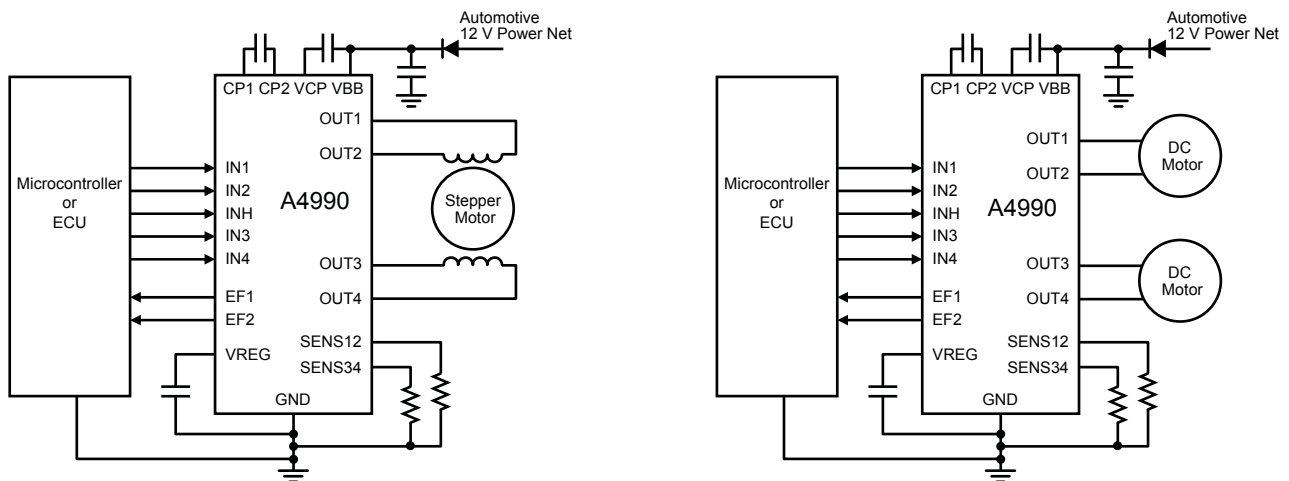 Automotive
12 V Power Net
CP1 CP2 VCP VBB
OUT1
OUT2
IN1
IN2
INH
IN3
IN4
Microcontroller
or
ECU
A4990
Stepper
Motor
OUT3
OUT4
EF1
EF2
SENS12
VREG
SENS34
GND
Automotive
12 V Power Net
CP1 CP2 VCP VBB
OUT1
OUT2
DC
Motor
IN1
IN2
INH
IN3
IN4
Microcontroller
or
ECU
A4990
OUT3
OUT4
DC
Motor
EF1
EF2
SENS12
VREG
SENS34
GND